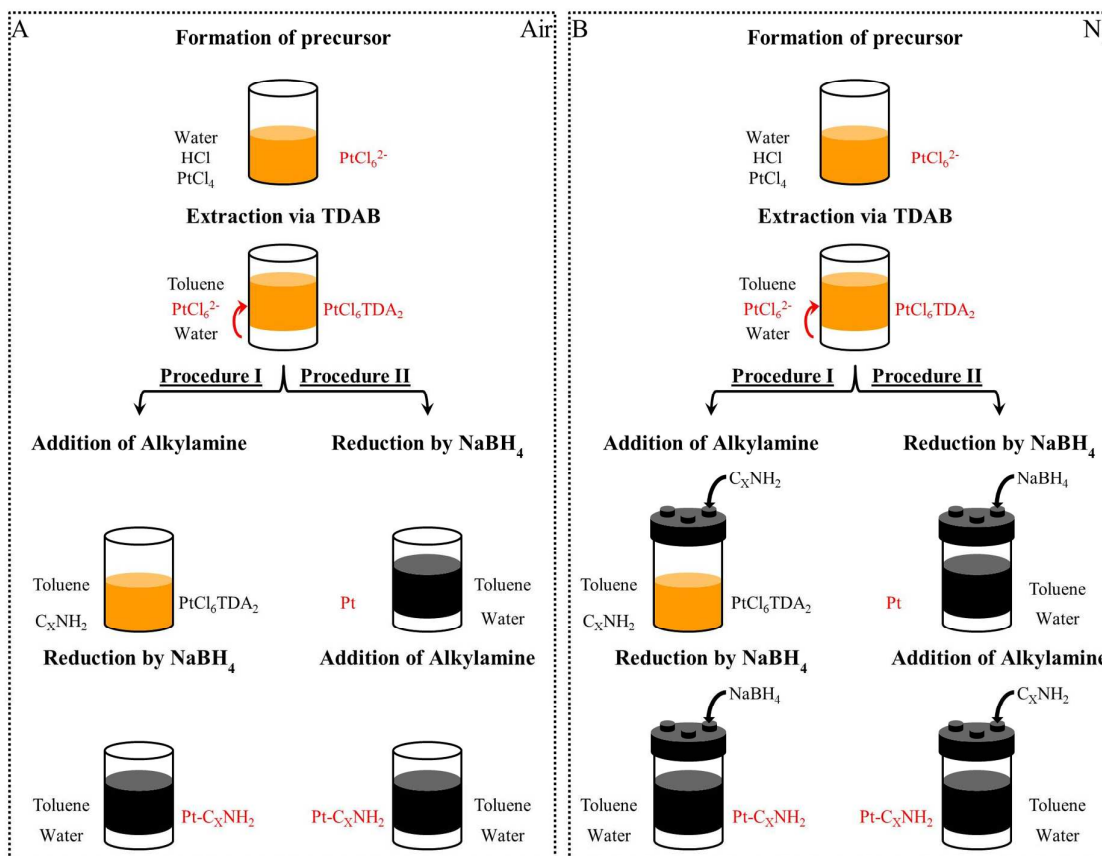 A
Air
Formation of precursor
Water
HCl
PtCl₄
PtCl₆²⁻
Extraction via TDAB
Toluene
PtCl₆²⁻
Water
PtCl₆TDA₂
Procedure I
Procedure II
Addition of Alkylamine
Reduction by NaBH₄
Toluene
CₓNH₂
PtCl₆TDA₂
Pt
Toluene
Water
Reduction by NaBH₄
Addition of Alkylamine
Toluene
Water
Pt-CₓNH₂
Pt-CₓNH₂
Toluene
Water
B
N
Formation of precursor
Water
HCl
PtCl₄
PtCl₆²⁻
Extraction via TDAB
Toluene
PtCl₆²⁻
Water
PtCl₆TDA₂
Procedure I
Procedure II
Addition of Alkylamine
Reduction by NaBH₄
CₓNH₂
NaBH₄
Toluene
CₓNH₂
PtCl₆TDA₂
Pt
Toluene
Water
Reduction by NaBH₄
Addition of Alkylamine
NaBH₄
CₓNH₂
Toluene
Water
Pt-CₓNH₂
Pt-CₓNH₂
Toluene
Water